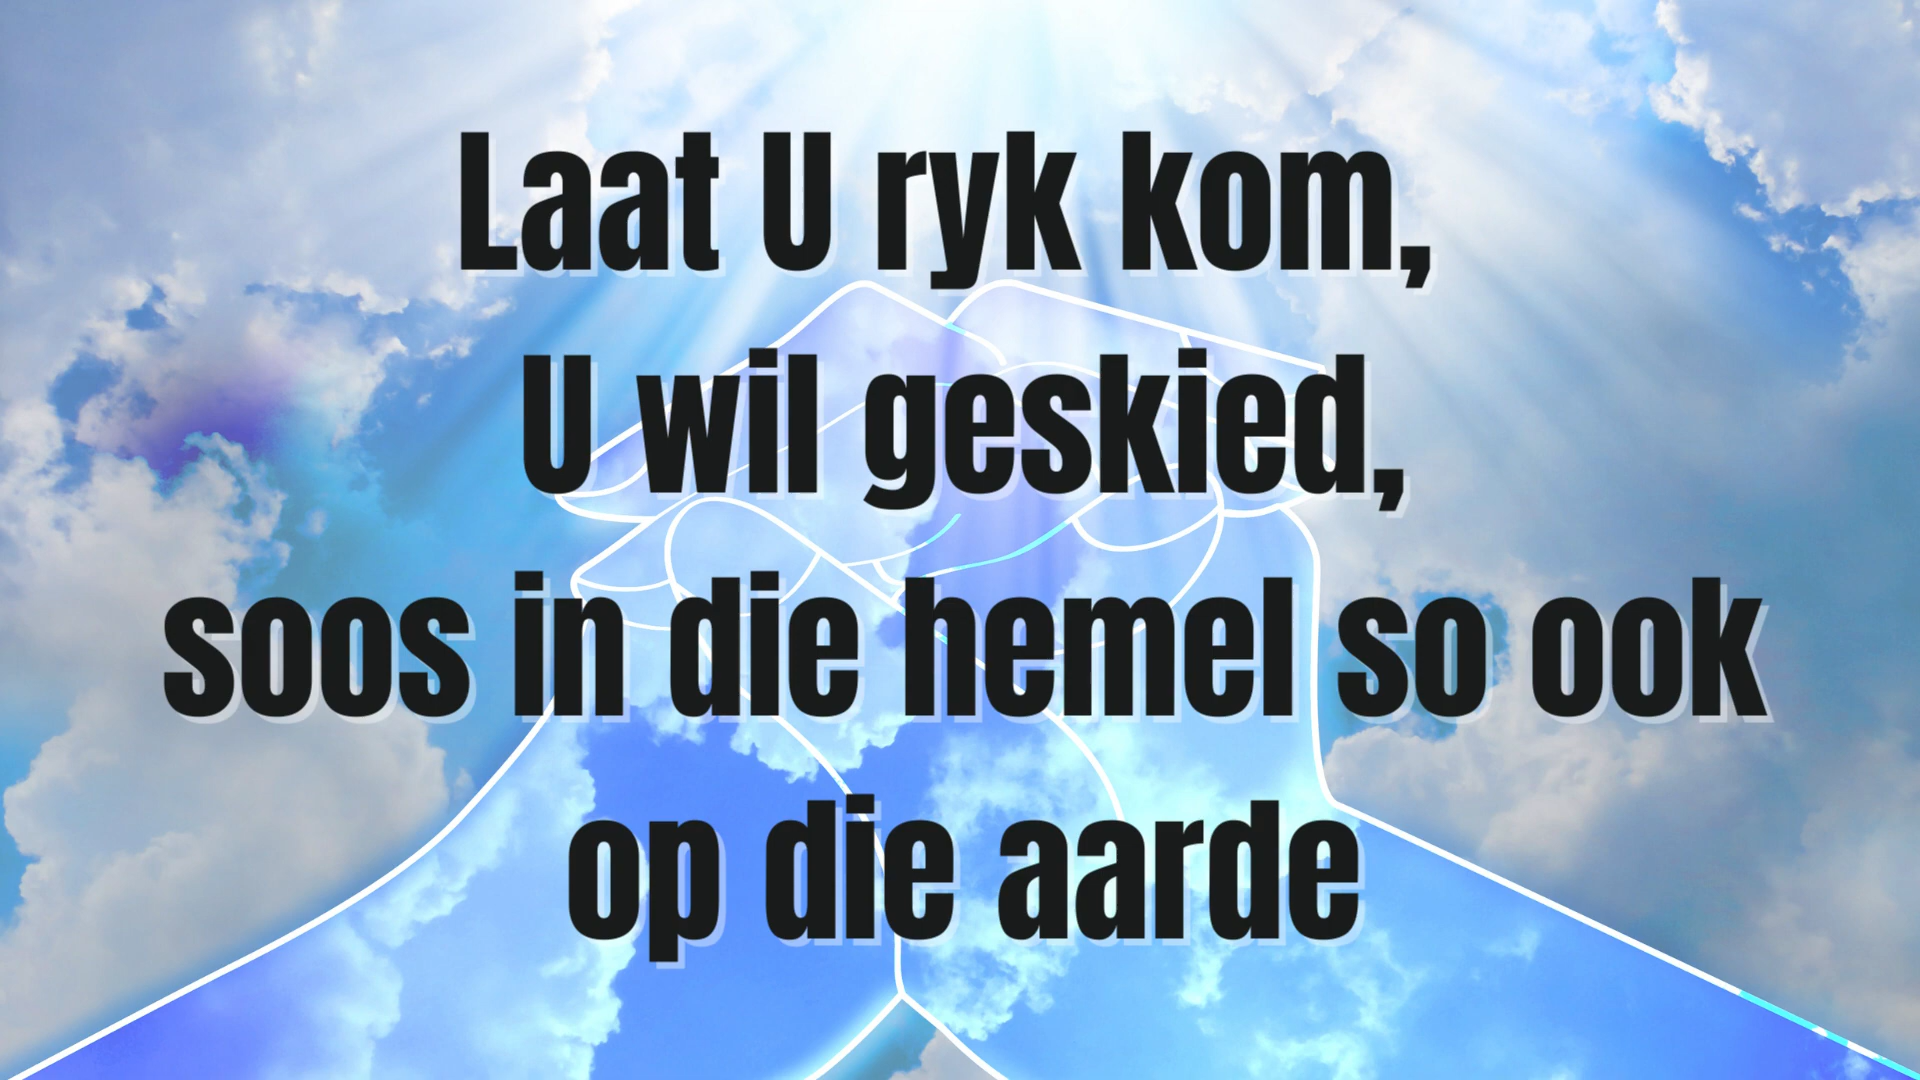 Laat U ryk kom,
U wil geskied,
soos in die hemel so ook
op die aarde